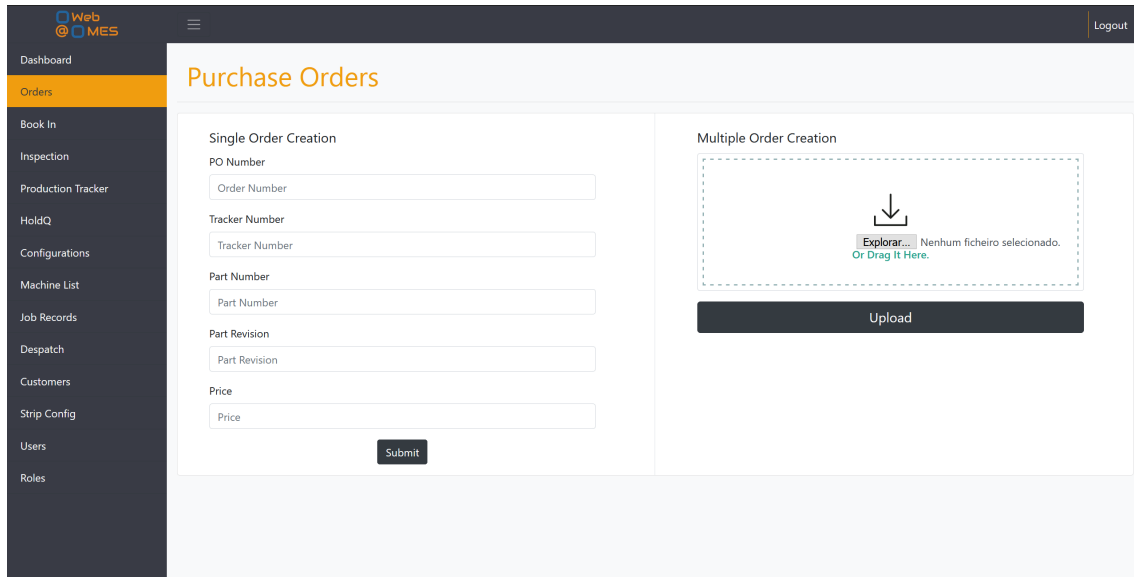 Web
@ MES
Logout
Dashboard
Orders
Book In
Inspection
Production Tracker
HoldQ
Configurations
Machine List
Job Records
Despatch
Customers
Strip Config
Users
Roles
Purchase Orders
Single Order Creation
PO Number
Order Number
Tracker Number
Tracker Number
Part Number
Part Number
Part Revision
Part Revision
Price
Price
Submit
Multiple Order Creation
Explorar... Nenhum ficheiro selecionado.
Or Drag It Here.
Upload